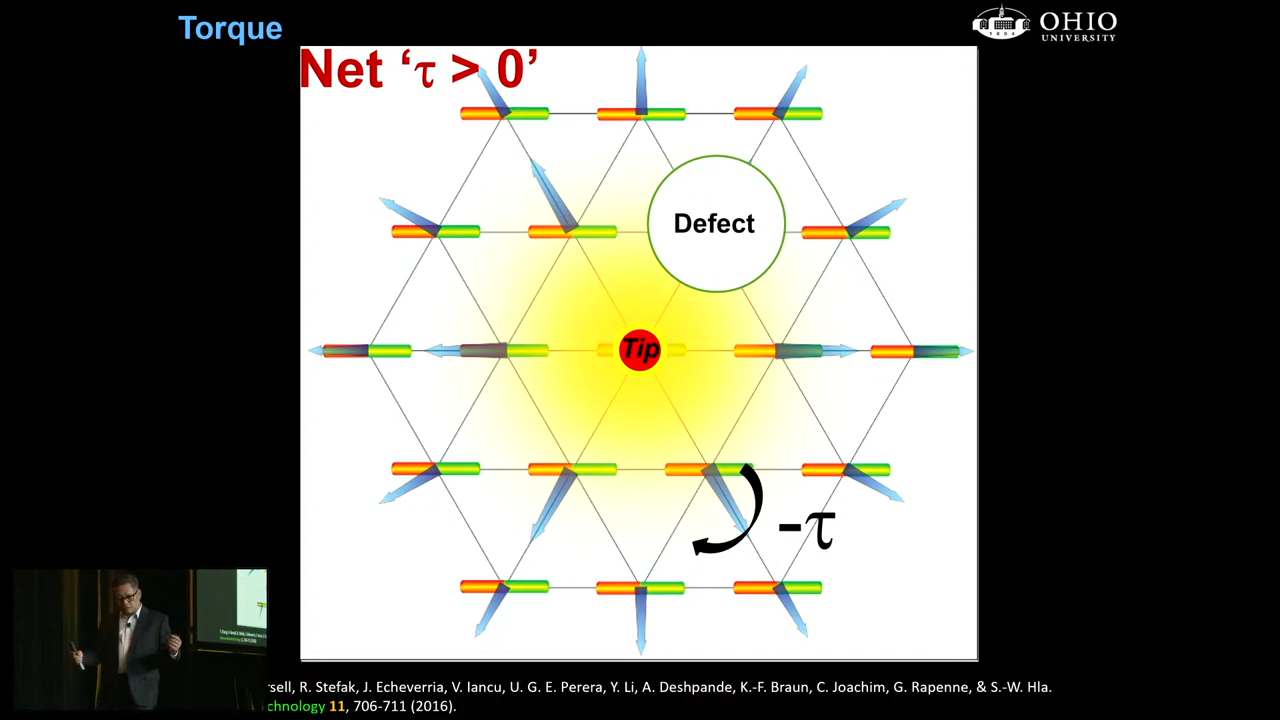 Torque
OHIO
UNIVERSITY
1804
Net ‘τ > 0’
Defect
Tip
-τ
rsell, R. Stefak, J. Echeverria, V. Iancu, U. G. E. Perera, Y. Li, A. Deshpande, K.-F. Braun, C. Joachim, G. Rapenne, & S.-W. Hla.
chnology 11, 706-711 (2016).